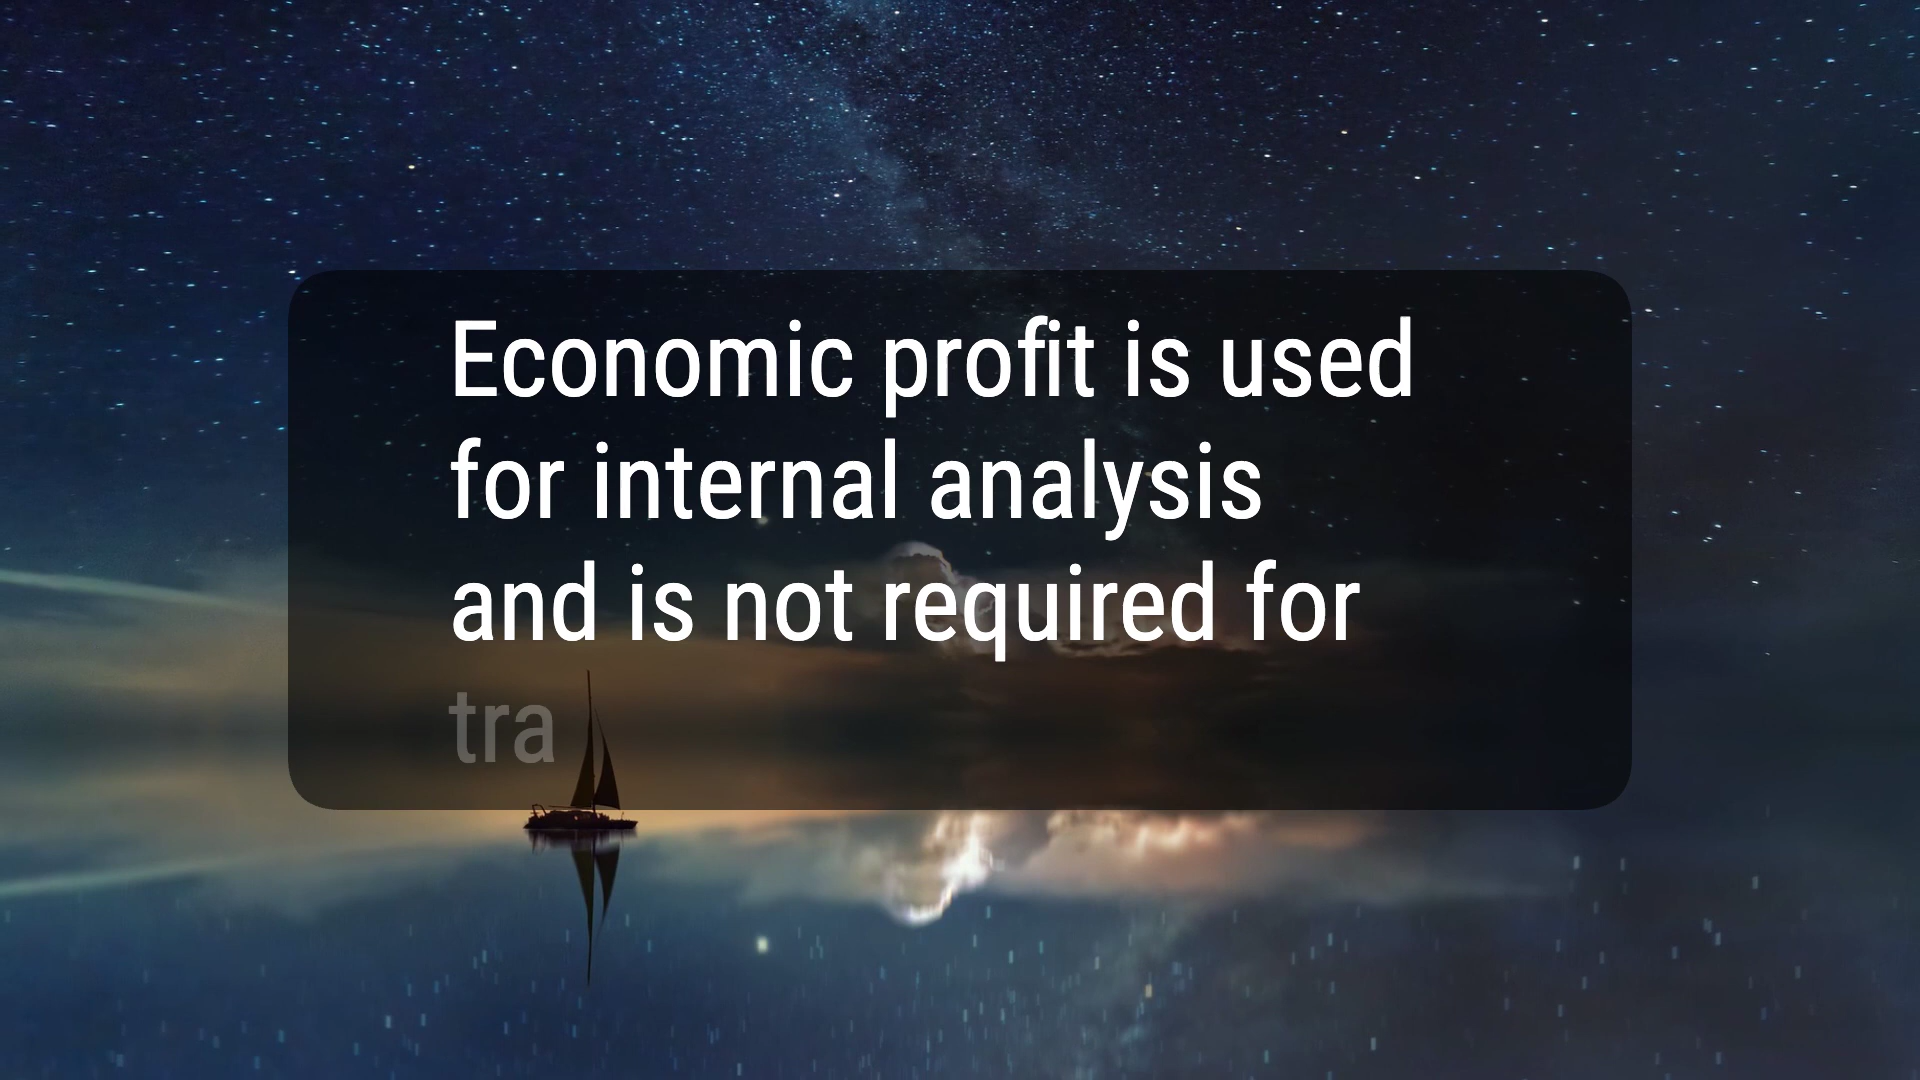 Economic profit is used
for internal analysis
and is not required for
tra